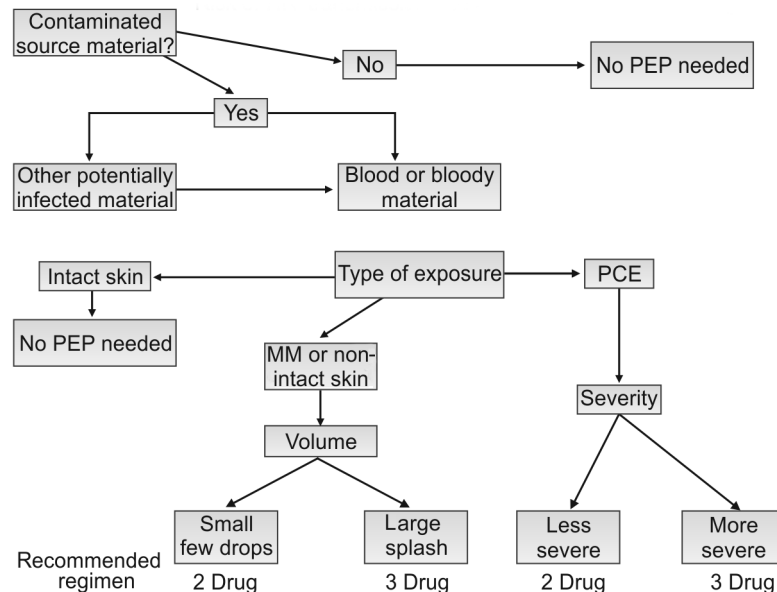 Contaminated
source material?
No
No PEP needed
Yes
Other potentially
infected material
Blood or bloody
material
Intact skin
Type of exposure
PCE
No PEP needed
MM or non-
intact skin
Severity
Volume
Small
few drops
Large
splash
Less
severe
More
severe
Recommended
regimen
2 Drug
3 Drug
2 Drug
3 Drug